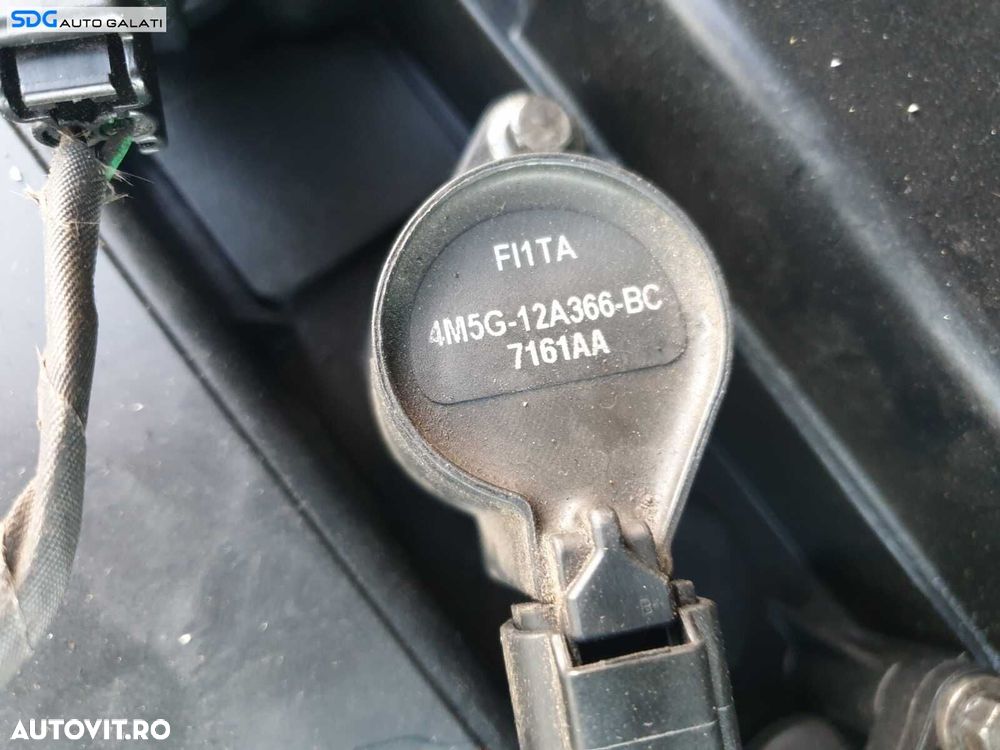 SDG AUTO GALATI
FI1TA
4M5G-12A366-BC
7161AA
B
AUTOVIT.RO